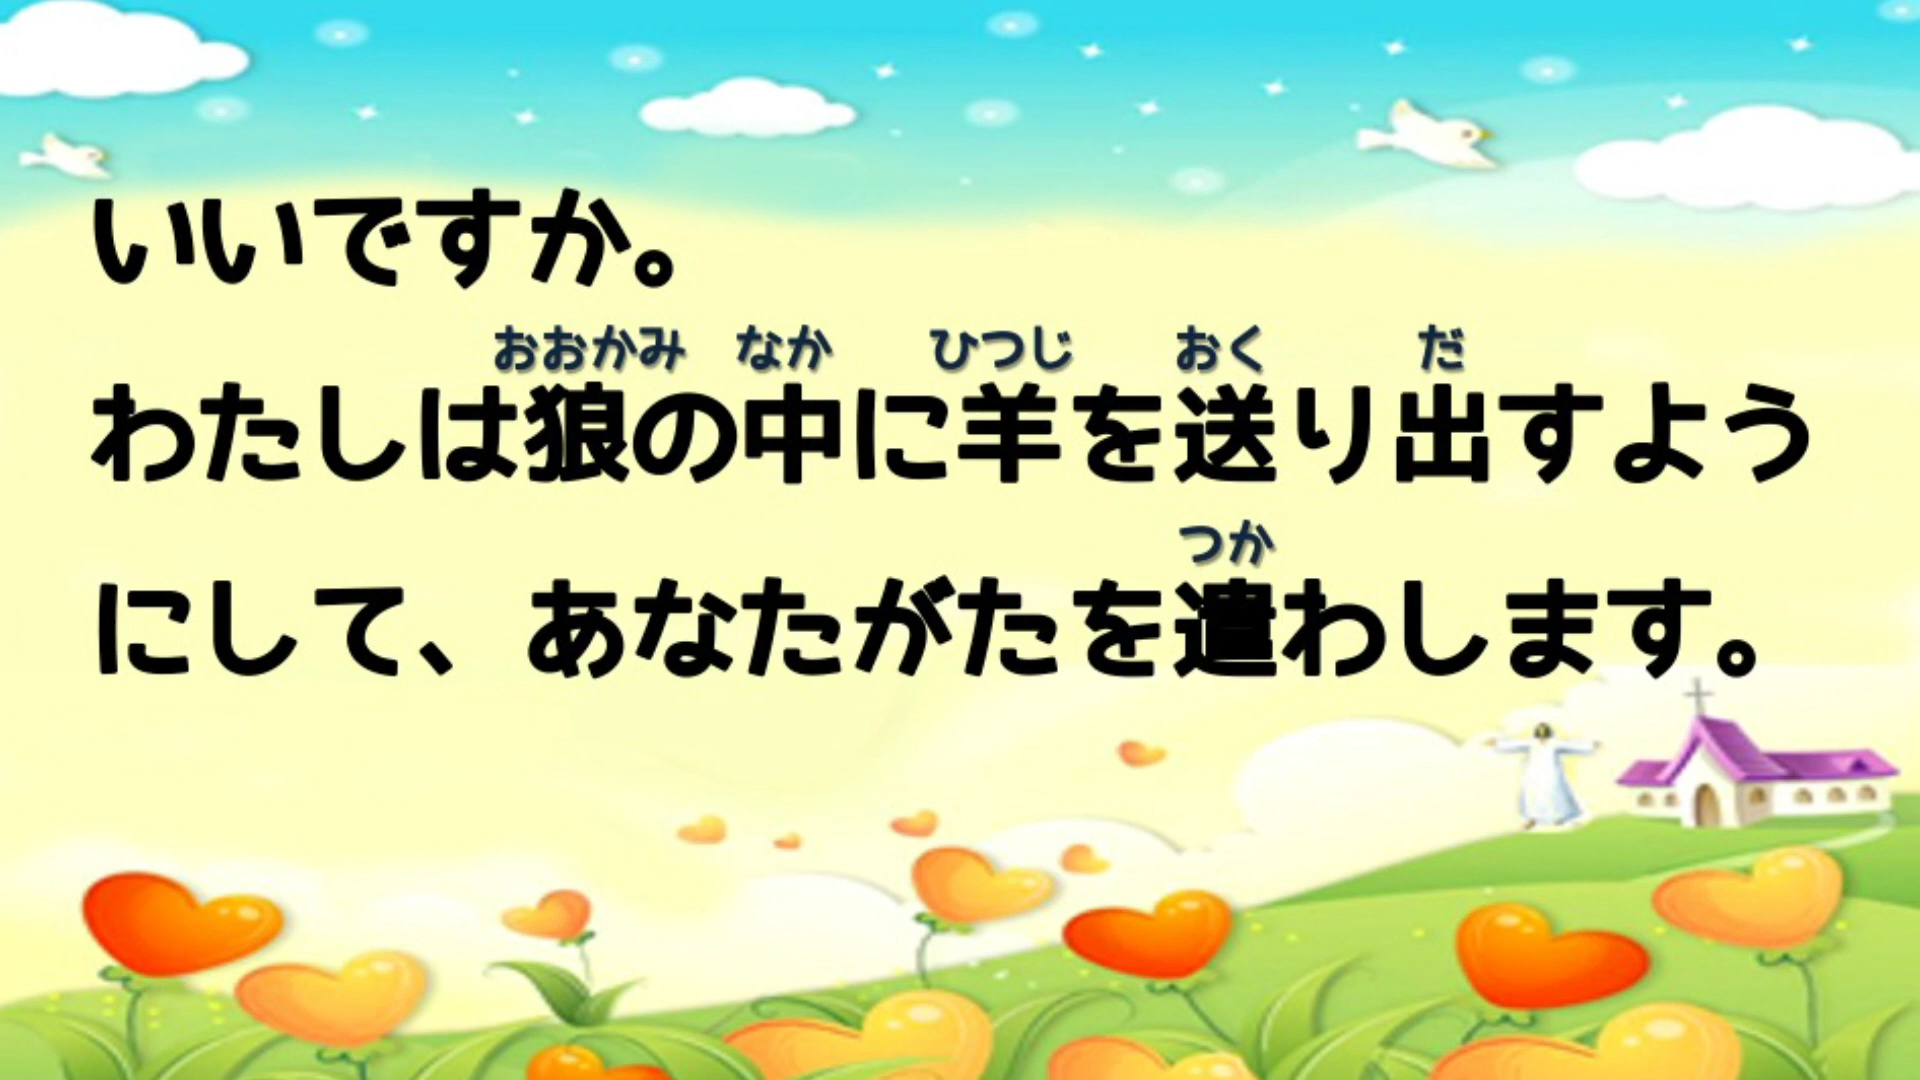 いいですか。
おおかみ なか ひつじ おく だ
わたしは狼の中に羊を送り出すよう
つか
にして、あなたがたを遣わします。